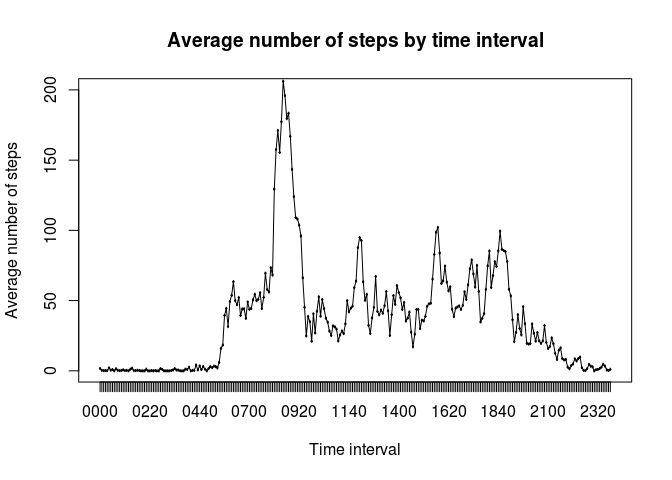 Average number of steps by time interval
Average number of steps
200
150
100
50
0
0000 0220 0440 0700 0920 1140 1400 1620 1840 2100 2320
Time interval